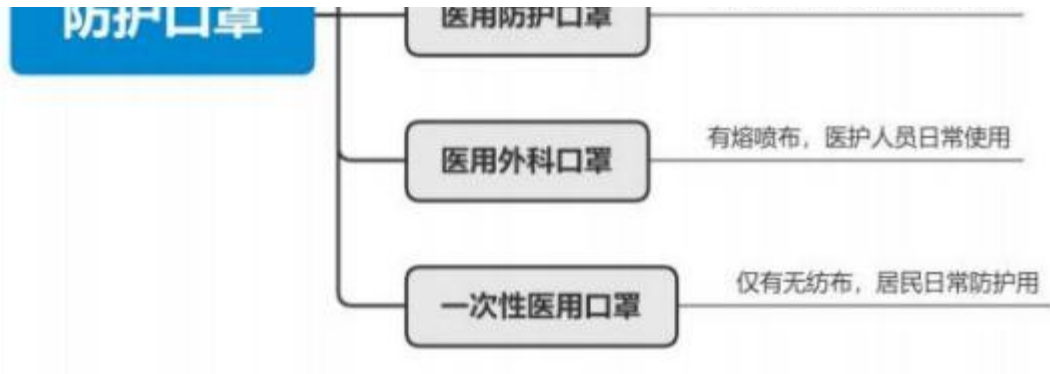 防护口罩
医用防护口罩
医用外科口罩
有熔喷布，医护人员日常使用
一次性医用口罩
仅有无纺布，居民日常防护用